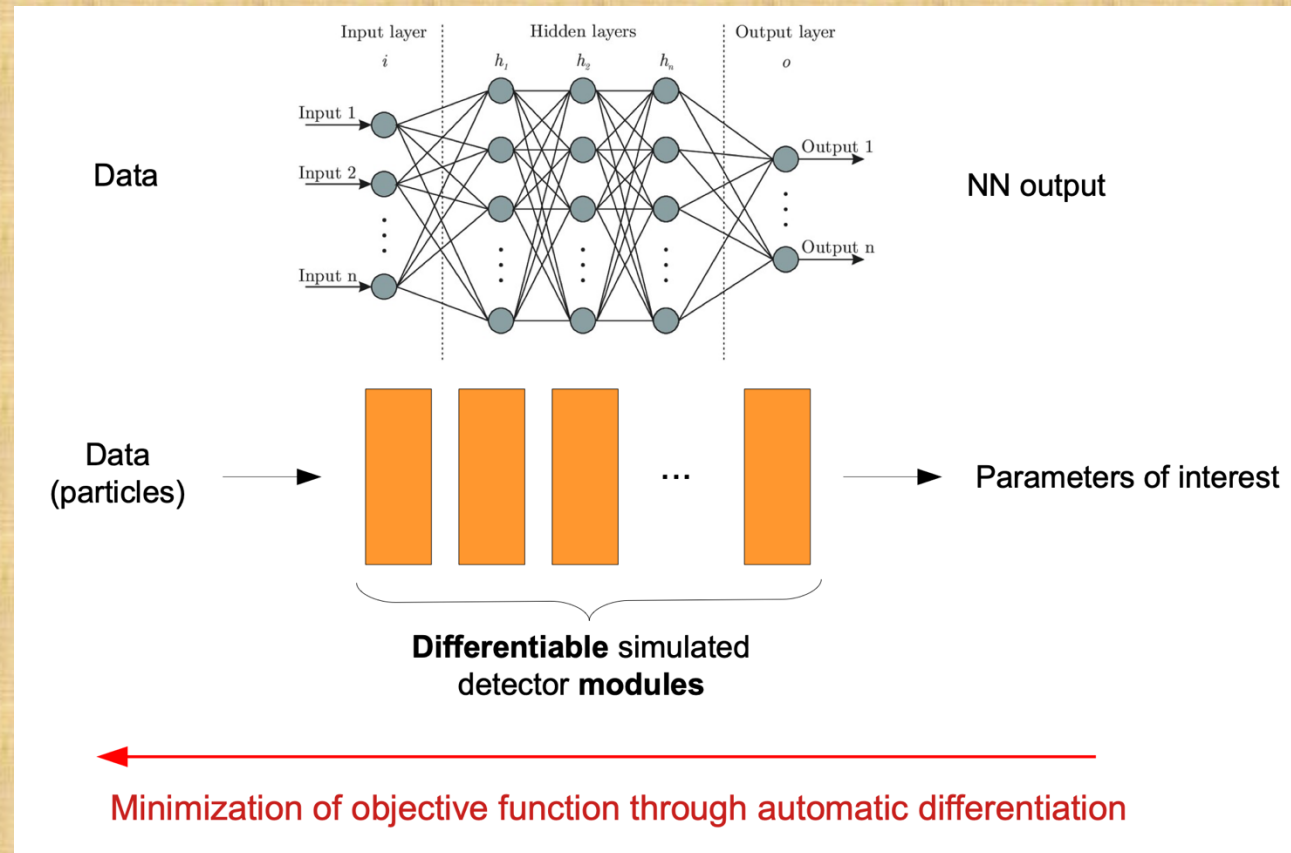 Input layer
Hidden layers
Output layer
i
h₁
h₂
hₙ
o
Input 1
Input 2
Input n
Output 1
Output n
Data
NN output
Data
(particles)
...
Parameters of interest
Differentiable simulated
detector modules
Minimization of objective function through automatic differentiation